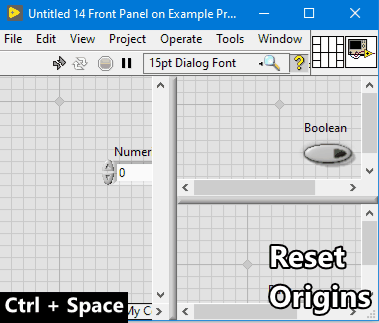 Untitled 14 Front Panel on Example Pr...
File Edit View Project Operate Tools Window
15pt Dialog Font
?
Boolean
Numer
0
Reset
Origins
Ctrl + Space
My C